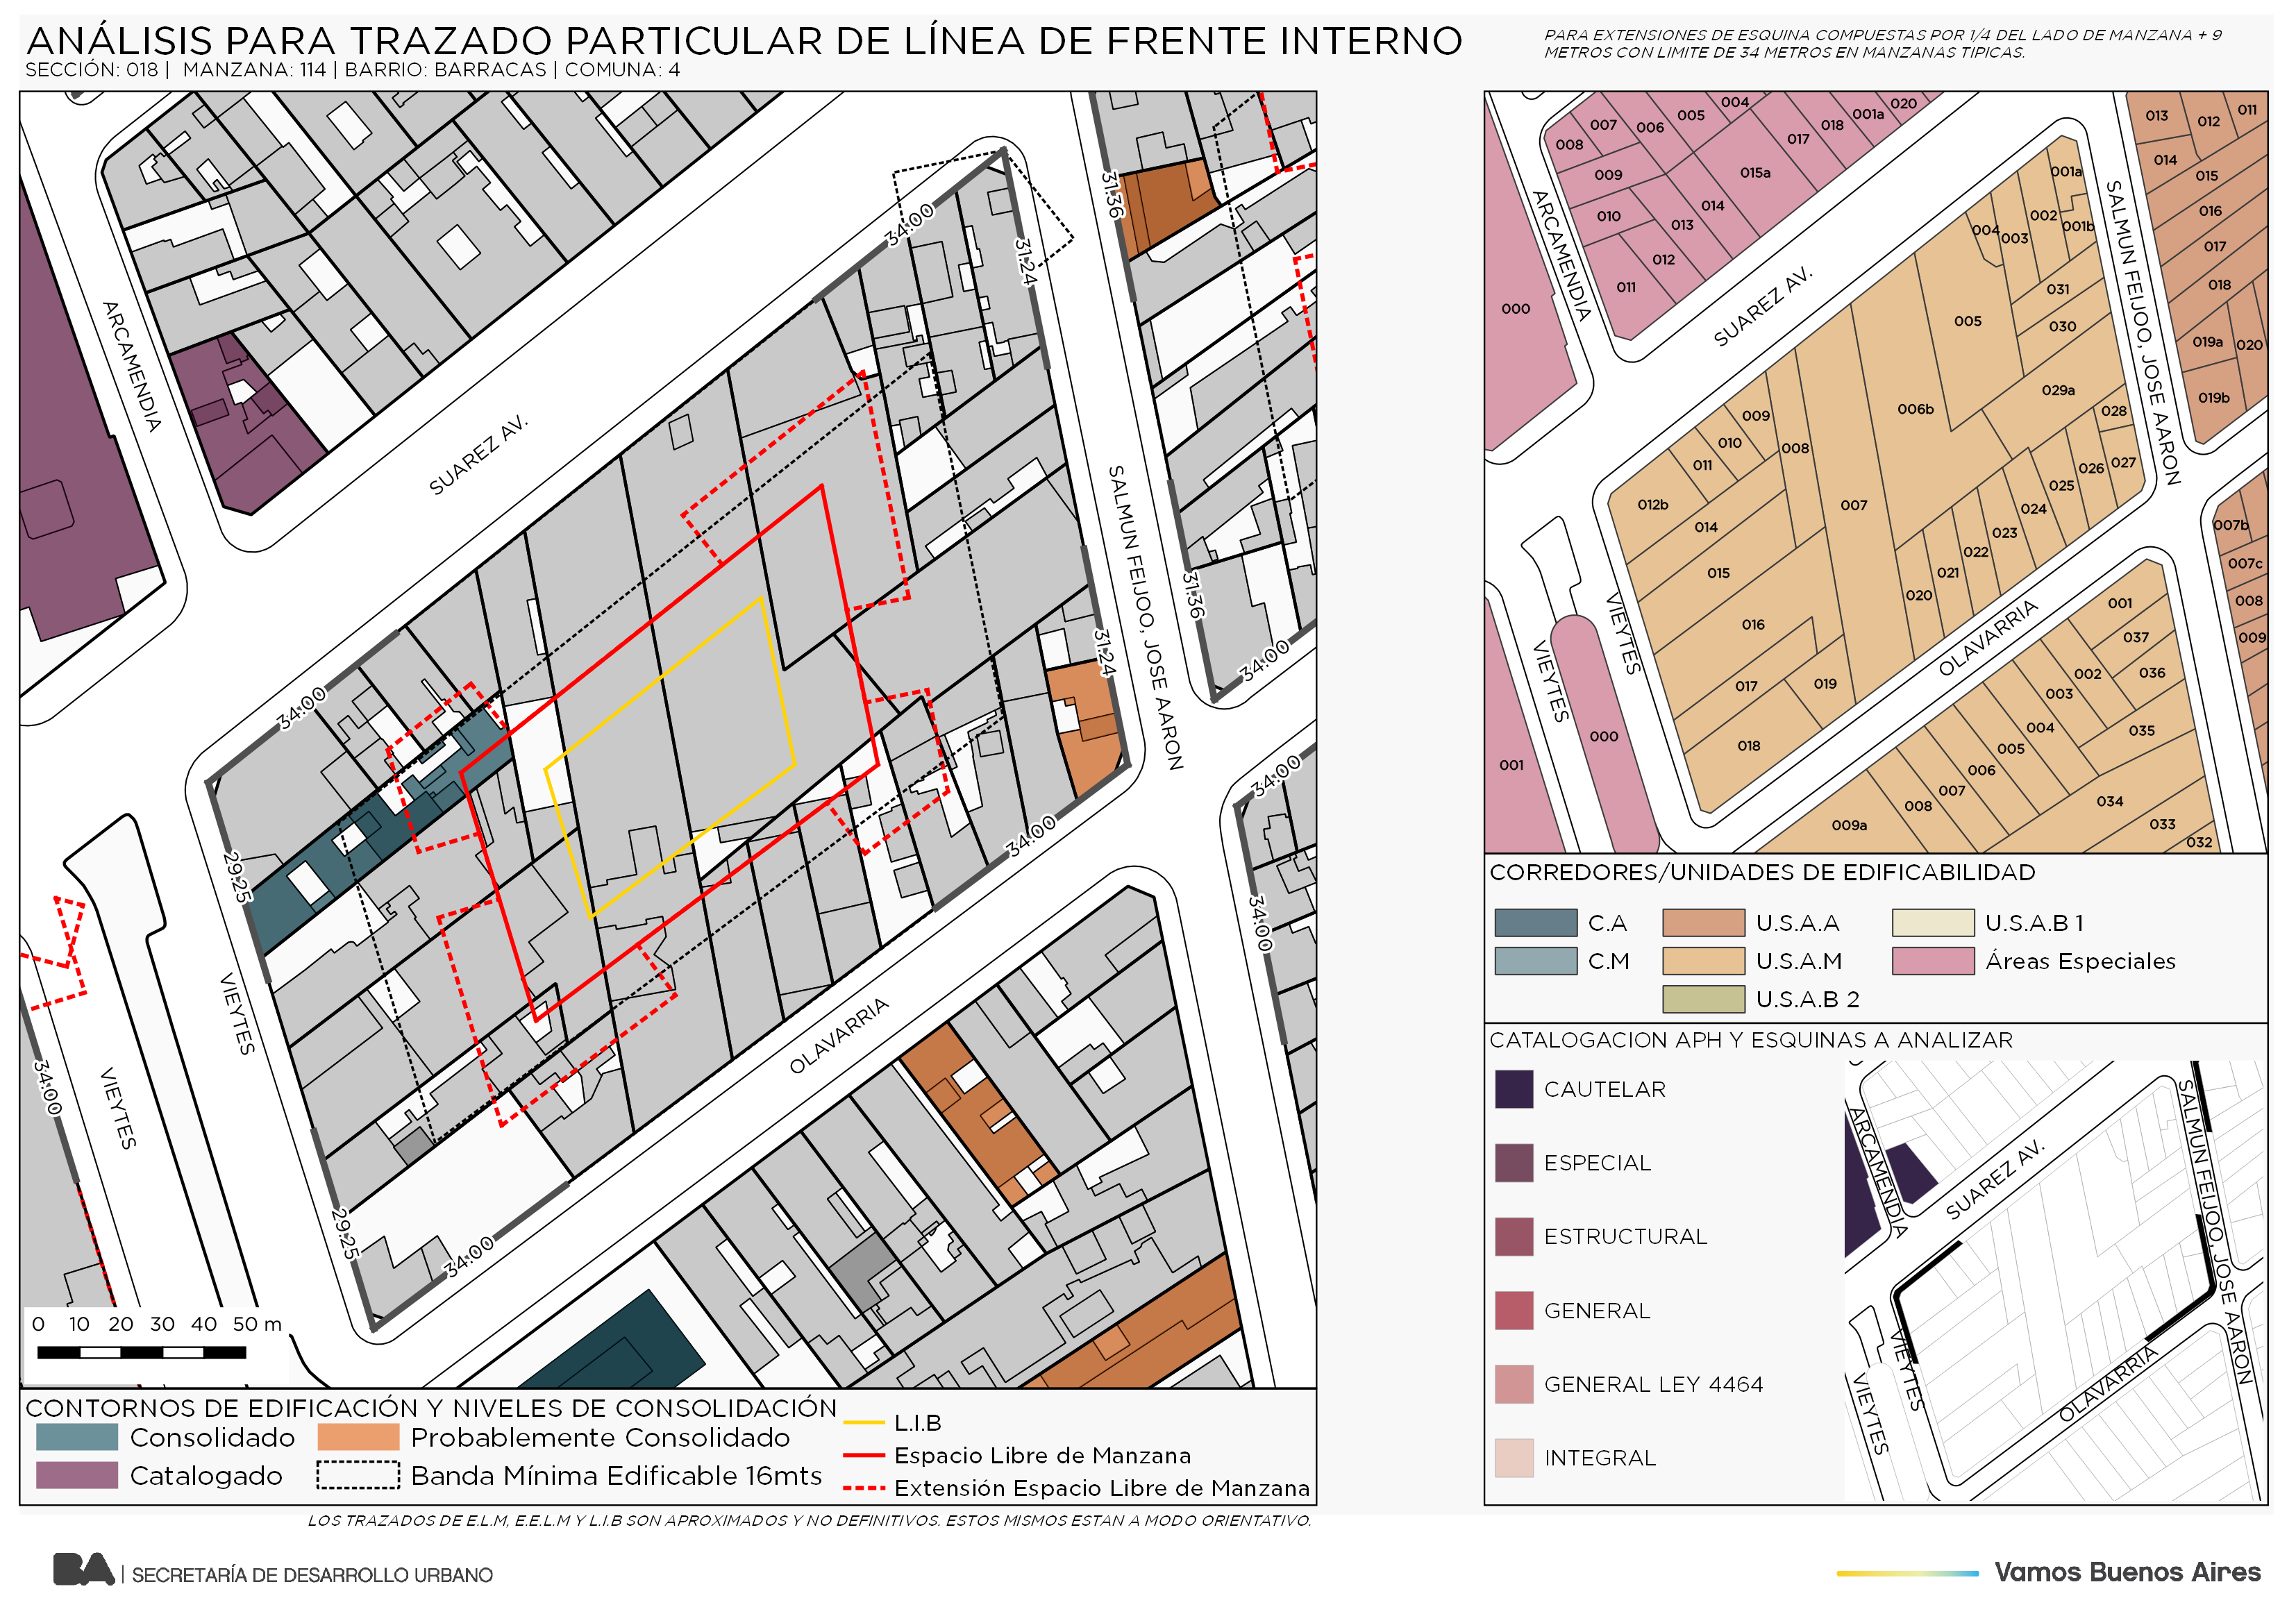 ANÁLISIS PARA TRAZADO PARTICULAR DE LÍNEA DE FRENTE INTERNO
SECCIÓN: 018 | MANZANA: 114 | BARRIO: BARRACAS | COMUNA: 4
PARA EXTENSIONES DE ESQUINA COMPUESTAS POR 1/4 DEL LADO DE MANZANA + 9
METROS CON LIMITE DE 34 METROS EN MANZANAS TIPICAS.
ARCAMENDIA
SUAREZ AV.
34.00
31.24
31.36
SALMUN FEIJOO, JOSE AARON
31.36
34.00
34.00
29.25
31.24
34.00
34.00
34.00
VIEYTES
OLAVARRIA
34.00
VIEYTES
29.25
34.00
0 10 20 30 40 50 m
CONTORNOS DE EDIFICACIÓN Y NIVELES DE CONSOLIDACIÓN
Consolidado
Probablemente Consolidado
Catalogado
Banda Mínima Edificable 16mts
L.I.B
Espacio Libre de Manzana
Extensión Espacio Libre de Manzana
LOS TRAZADOS DE E.L.M, E.E.L.M Y L.I.B SON APROXIMADOS Y NO DEFINITIVOS. ESTOS MISMOS ESTAN A MODO ORIENTATIVO.
008 007 006 005 004 018 001a 020
017
009 015a
010 013 014
012
011
000
ARCAMENDIA
SUAREZ AV.
013 012 011
014
015
016
017
018
019a 020
019b
SALMUN FEIJOO, JOSE AARON
001a
002 001b
004 003
031
030
005
029a
028
006b
009
010 008
011
012b
007
014
015
016
017 019
018
027
026
025
024
023
022
021
020
007b
007c
008
009
VIEYTES
VIEYTES
OLAVARRIA
000
001
001
037
036
002
003
035
004
005
006
007
008
034
009a
033
032
CORREDORES/UNIDADES DE EDIFICABILIDAD
C.A
U.S.A.A
U.S.A.B 1
C.M
U.S.A.M
Áreas Especiales
U.S.A.B 2
CATALOGACION APH Y ESQUINAS A ANALIZAR
CAUTELAR
ESPECIAL
ESTRUCTURAL
GENERAL
GENERAL LEY 4464
INTEGRAL
ARCAMENDIA
SUAREZ AV.
SALMUN FEIJOO, JOSE AARON
VIEYTES
VIEYTES
OLAVARRIA
BA | SECRETARÍA DE DESARROLLO URBANO
Vamos Buenos Aires